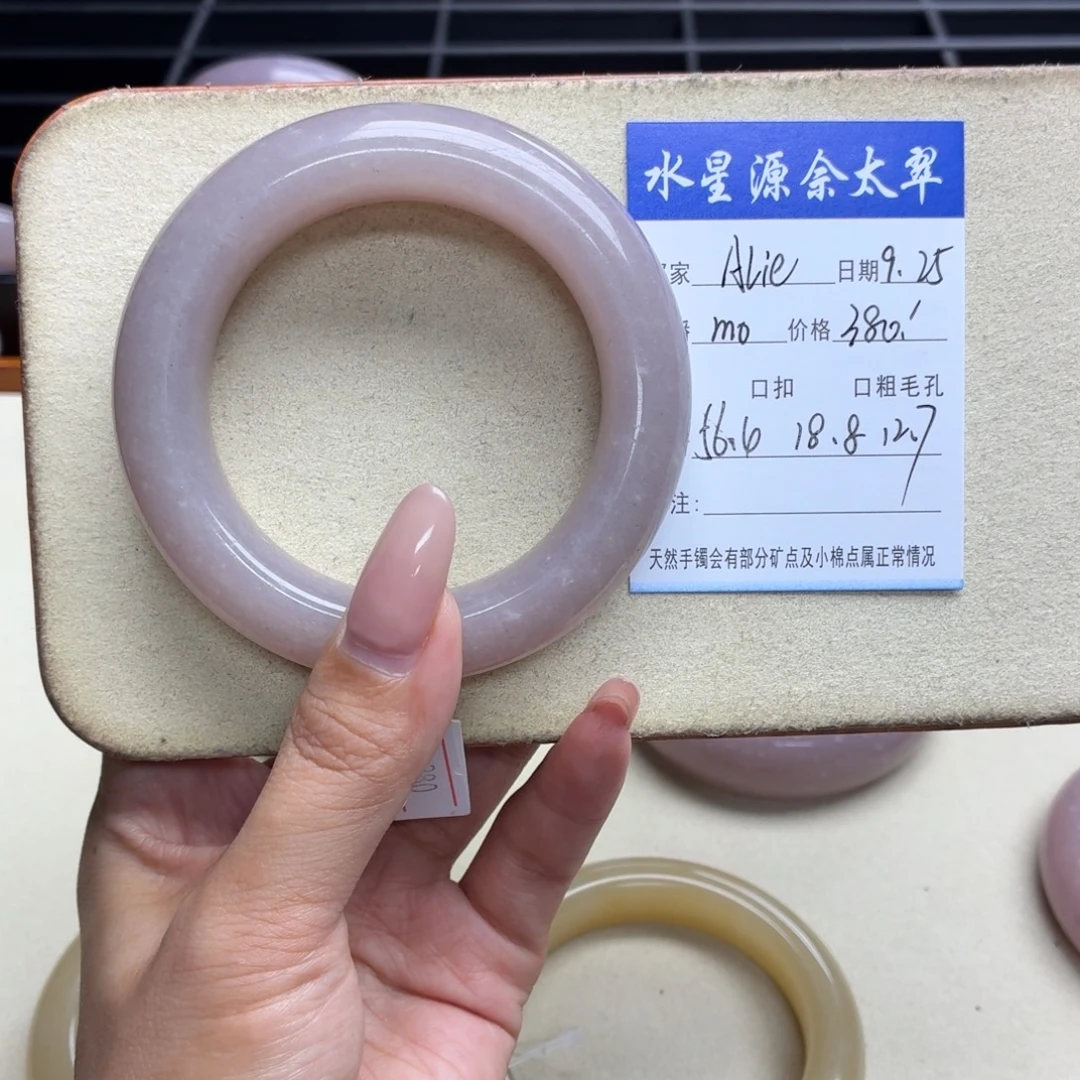 水星源佘太翠
家 Alie 日期 9.25
mo 价格 380.'
口扣 口粗毛孔
56.6 18.8 12.7
注:
天然手镯会有部分矿点及小棉点属正常情况